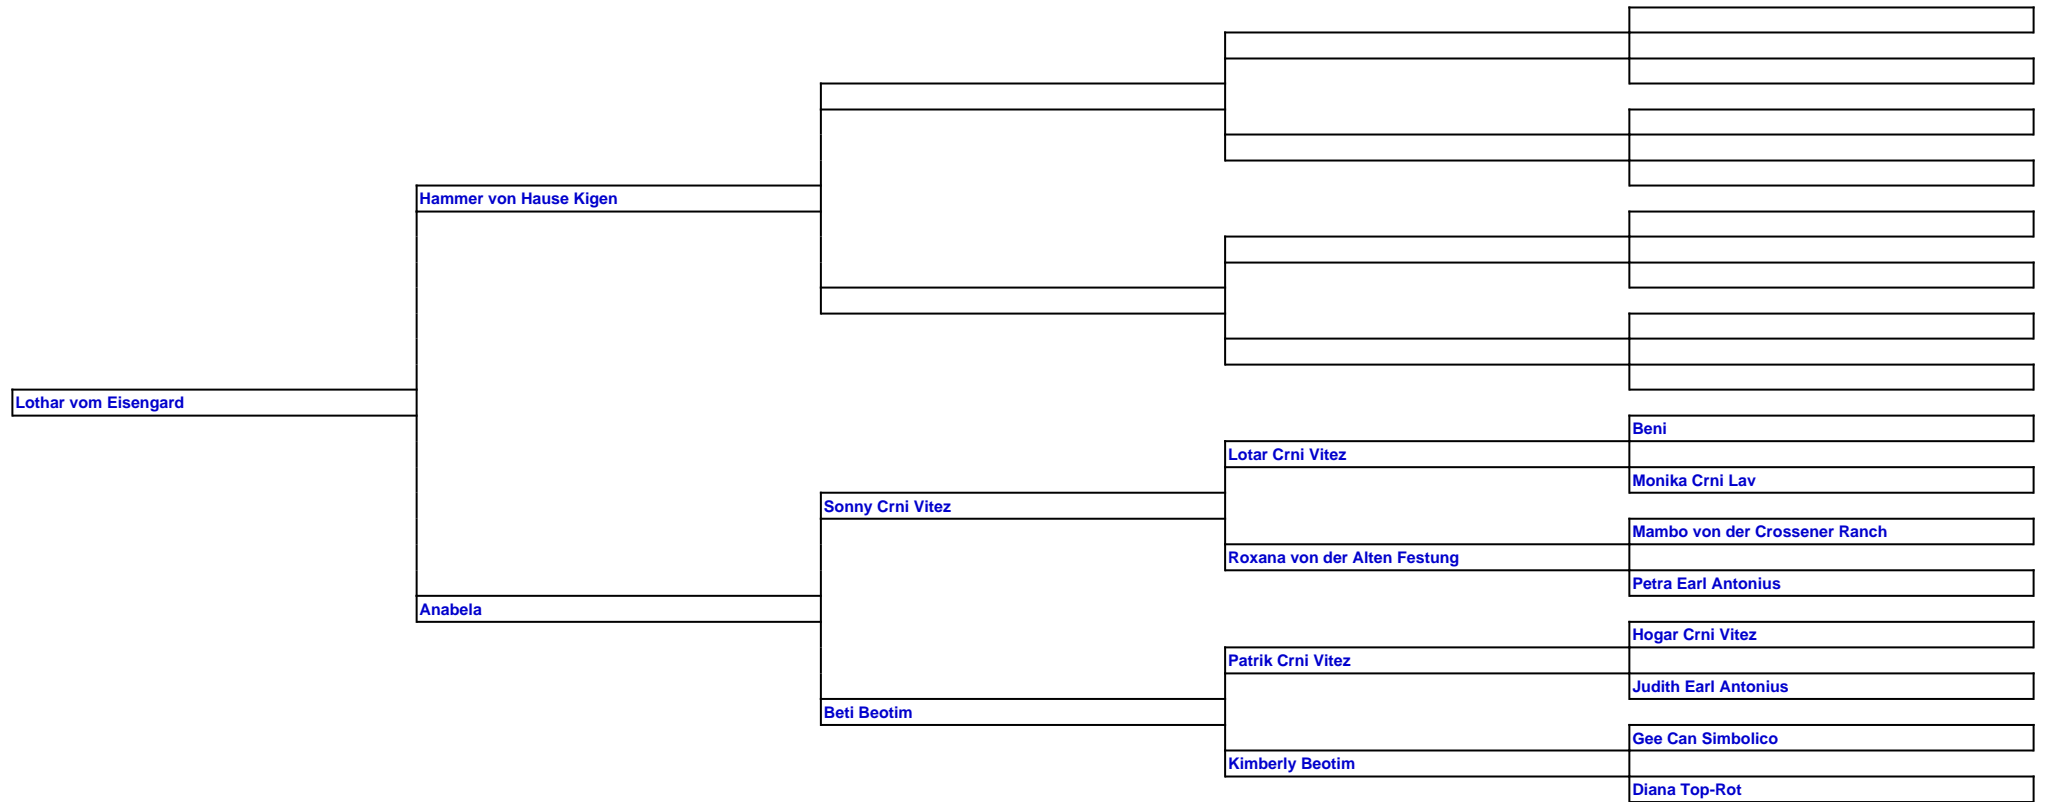 Hammer von Hause Kigen
Lothar vom Eisengard
Beni
Lotar Crni Vitez
Monika Crni Lav
Sonny Crni Vitez
Mambo von der Crossener Ranch
Roxana von der Alten Festung
Petra Earl Antonius
Anabela
Hogar Crni Vitez
Patrik Crni Vitez
Judith Earl Antonius
Beti Beotim
Gee Can Simbolico
Kimberly Beotim
Diana Top-Rot